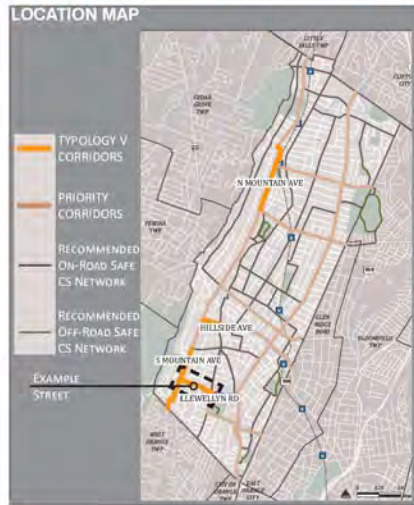 LOCATION MAP
TYPOLOGY V
CORRIDORS
PRIORITY
CORRIDORS
RECOMMENDED
ON-ROAD SAFE
CS NETWORK
RECOMMENDED
OFF-ROAD SAFE
CS NETWORK
EXAMPLE
STREET
LITTLE
FALLS TWP
CLIFTON
CITY
CEDAR
GROVE
TWP
N MOUNTAIN AVE
VERONA
TWP
GLEN
RIDGE
BORO
BLOOMFIELD
TWP
HILLSIDE AVE
S MOUNTAIN AVE
LLEWELLYN RD
WEST
ORANGE
TWP
CITY OF
ORANGE TWP
EAST
ORANGE CITY